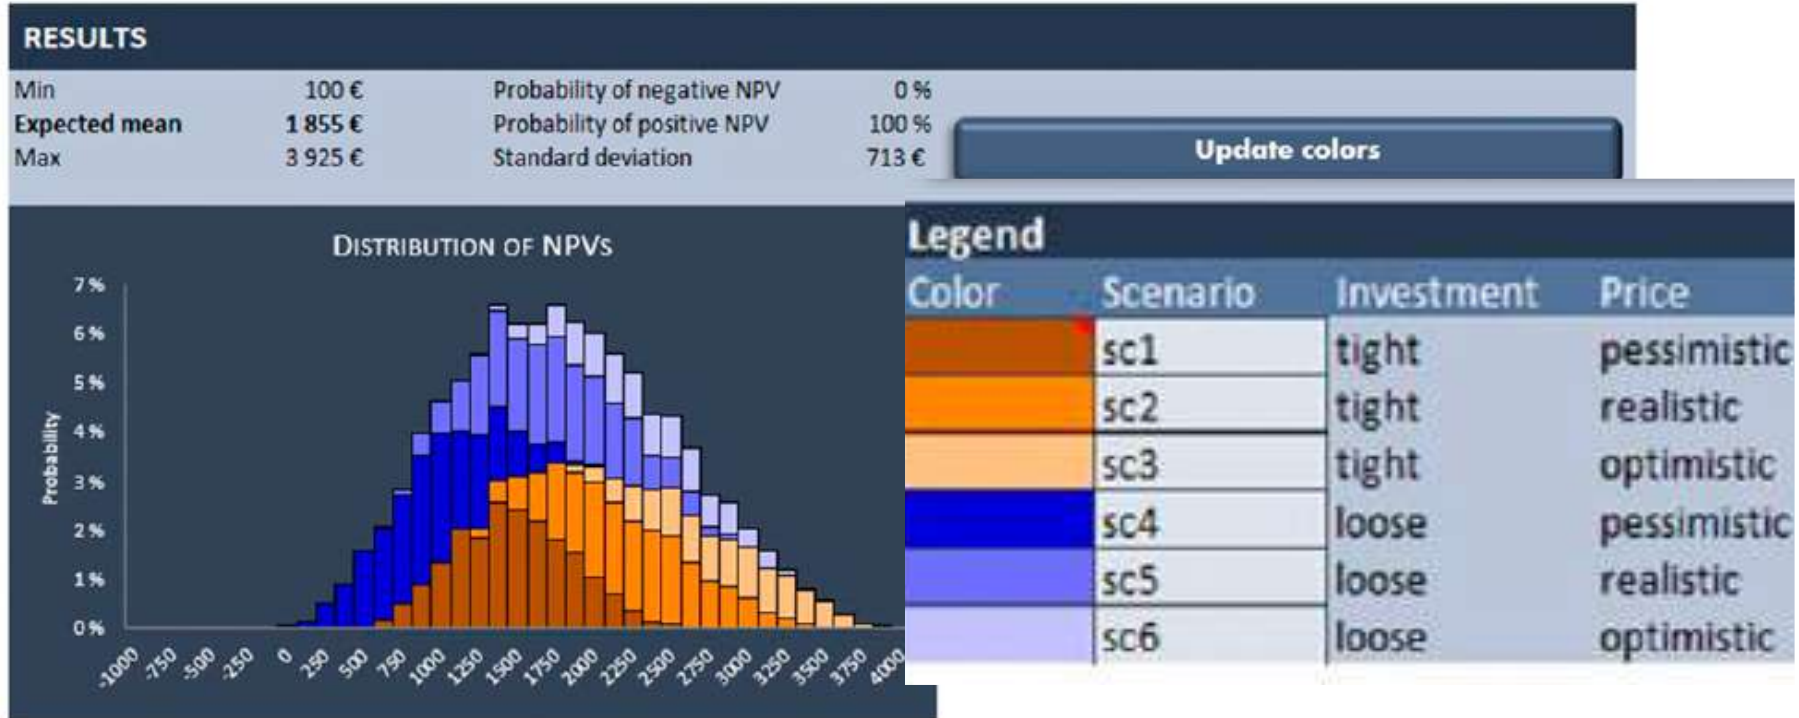 RESULTS
Min 100 € Probability of negative NPV 0 %
Expected mean 1 855 € Probability of positive NPV 100 %
Max 3 925 € Standard deviation 713 €
Update colors
DISTRIBUTION OF NPVS
7%
6%
5%
4%
3%
2%
1%
0%
Probability
-1000 -750 -500 -250 0 250 500 750 1000 1250 1500 1750 2000 2250 2500 2750 3000 3250 3500 3750 4000
Legend
Color Scenario Investment Price
sc1 tight pessimistic
sc2 tight realistic
sc3 tight optimistic
sc4 loose pessimistic
sc5 loose realistic
sc6 loose optimistic